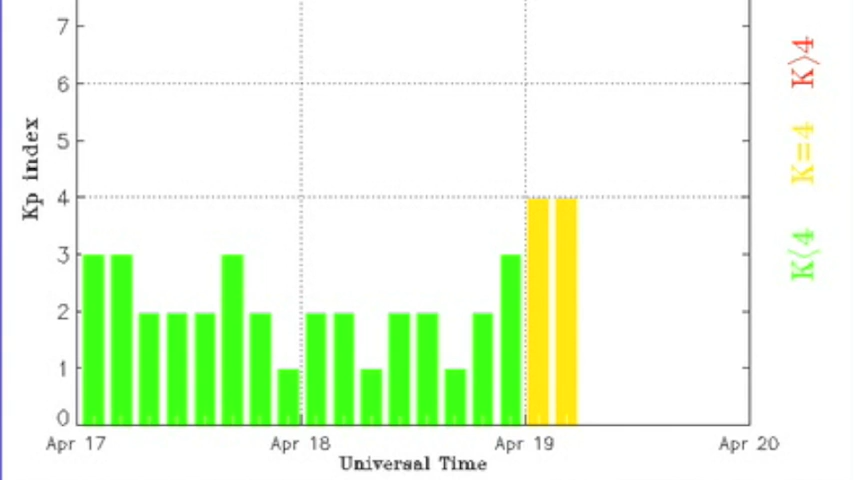 7
6
5
4
3
2
1
0
Kp index
Apr 17
Apr 18
Apr 19
Apr 20
Universal Time
K>4
K=4
K<4